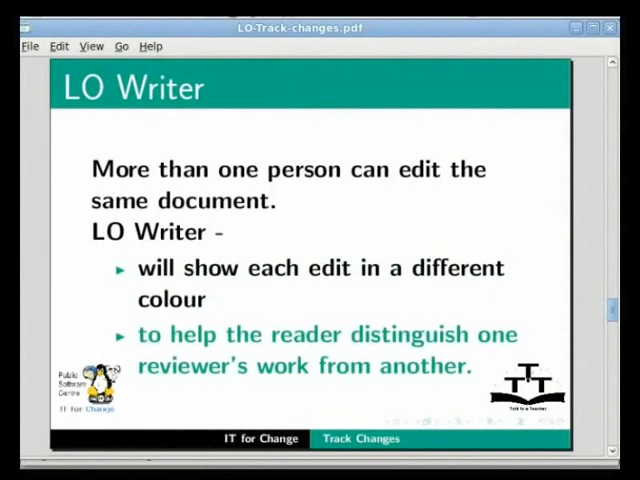 LO-Track-changes.pdf
File Edit View Go Help
LO Writer
More than one person can edit the
same document.
LO Writer -
will show each edit in a different
colour
to help the reader distinguish one
reviewer's work from another.
Public
Software
Centre
IT for Change
TTT
Talk to a Teacher
IT for Change Track Changes